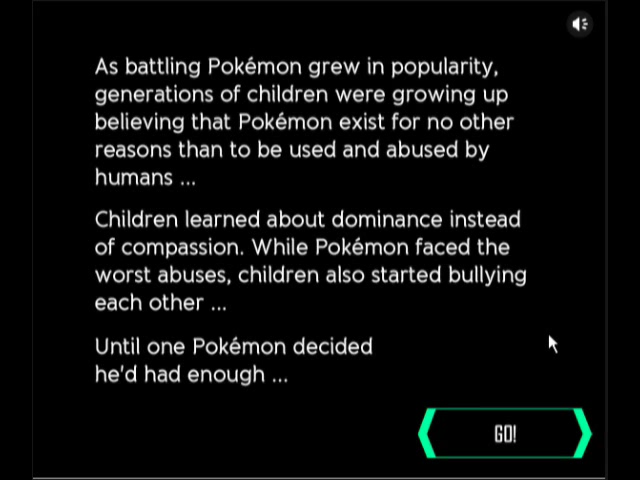 As battling Pokémon grew in popularity,
generations of children were growing up
believing that Pokémon exist for no other
reasons than to be used and abused by
humans ...
Children learned about dominance instead
of compassion. While Pokémon faced the
worst abuses, children also started bullying
each other ...
Until one Pokémon decided
he'd had enough ...
GO!